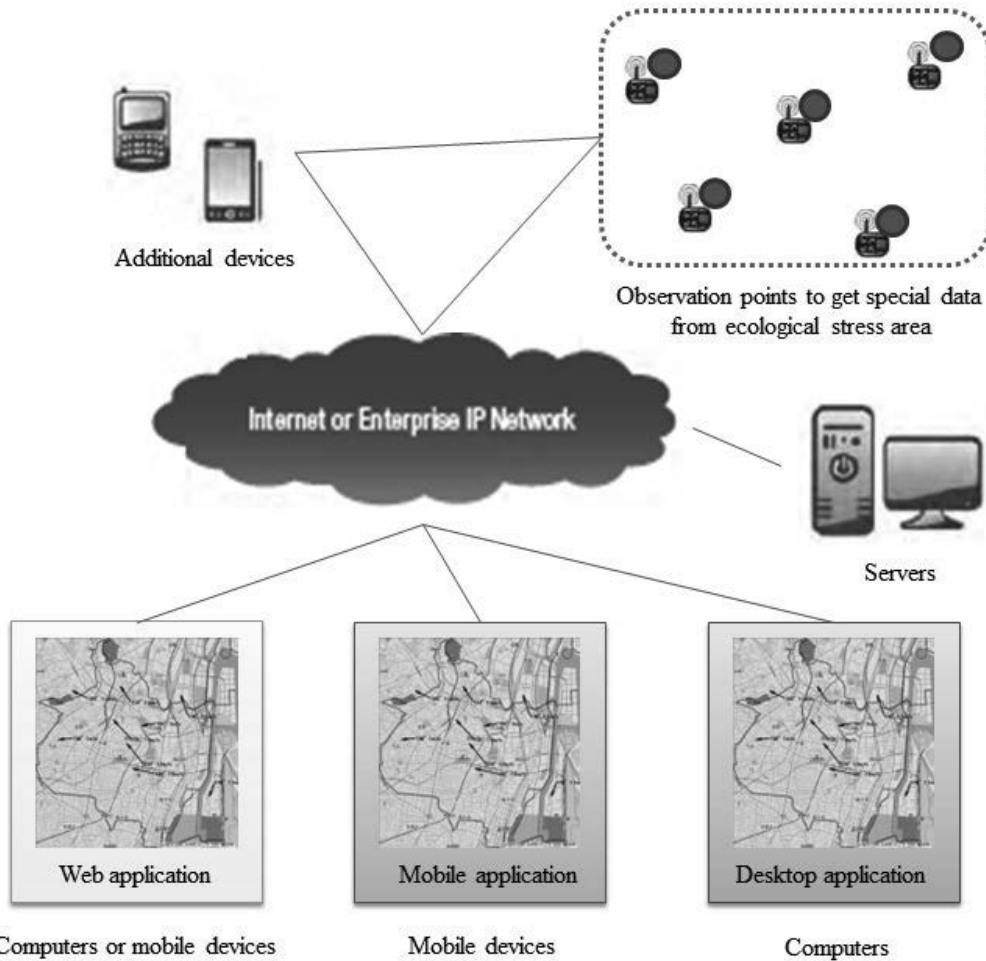 Additional devices
Observation points to get special data
from ecological stress area
Internet or Enterprise IP Network
Servers
Web application
Mobile application
Desktop application
Computers or mobile devices
Mobile devices
Computers